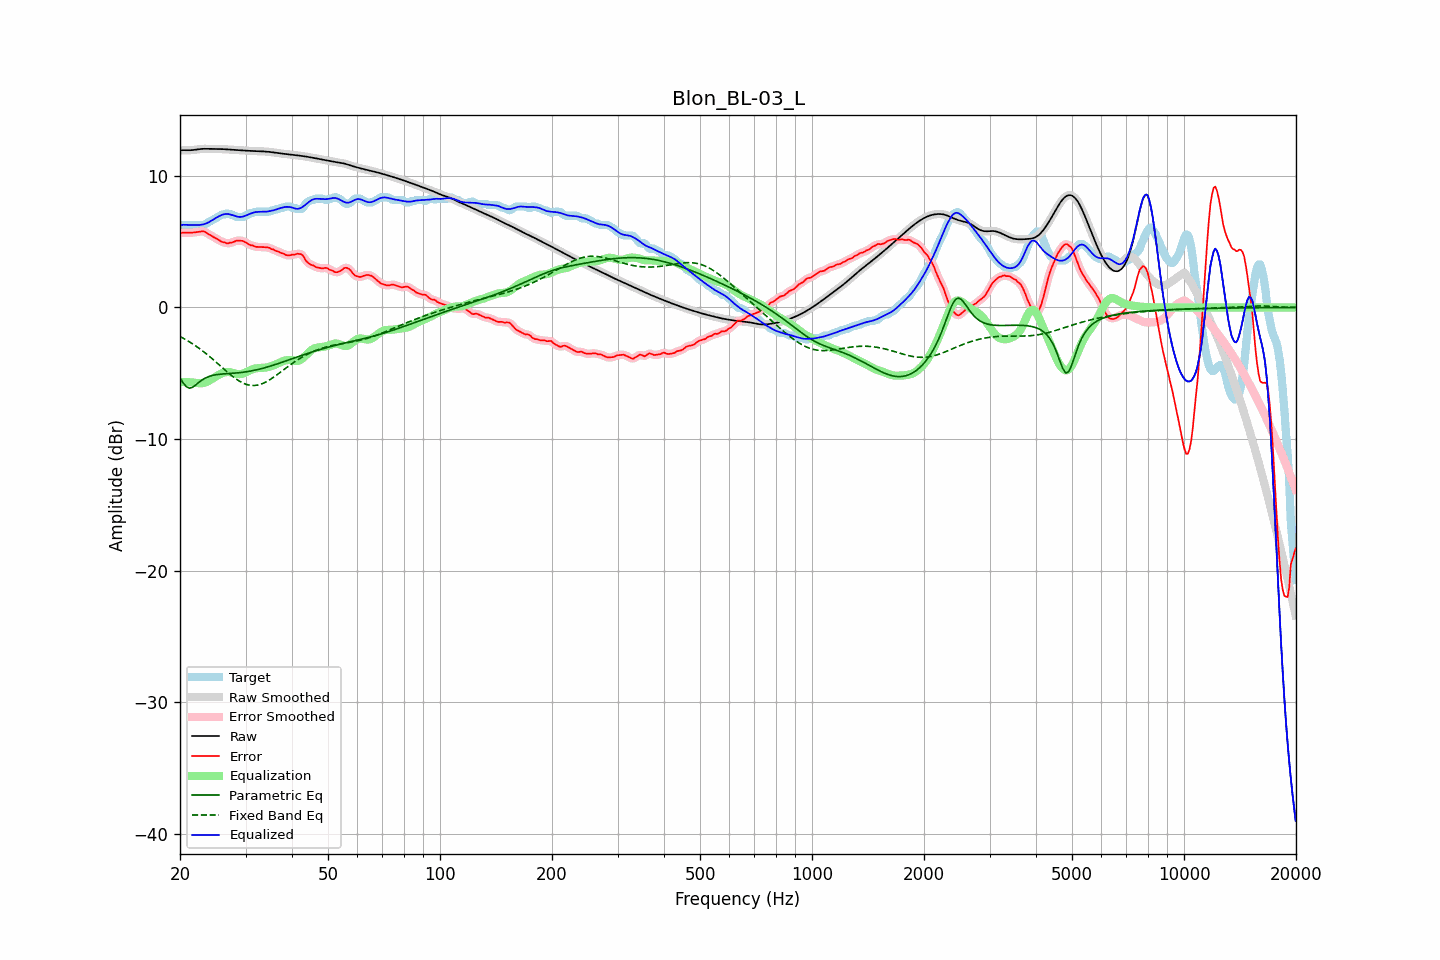 Blon_BL-03_L
10
0
−10
−20
−30
−40
Amplitude (dBr)
Target
Raw Smoothed
Error Smoothed
Raw
Error
Equalization
Parametric Eq
Fixed Band Eq
Equalized
20 50 100 200 500 1000 2000 5000 10000 20000
Frequency (Hz)